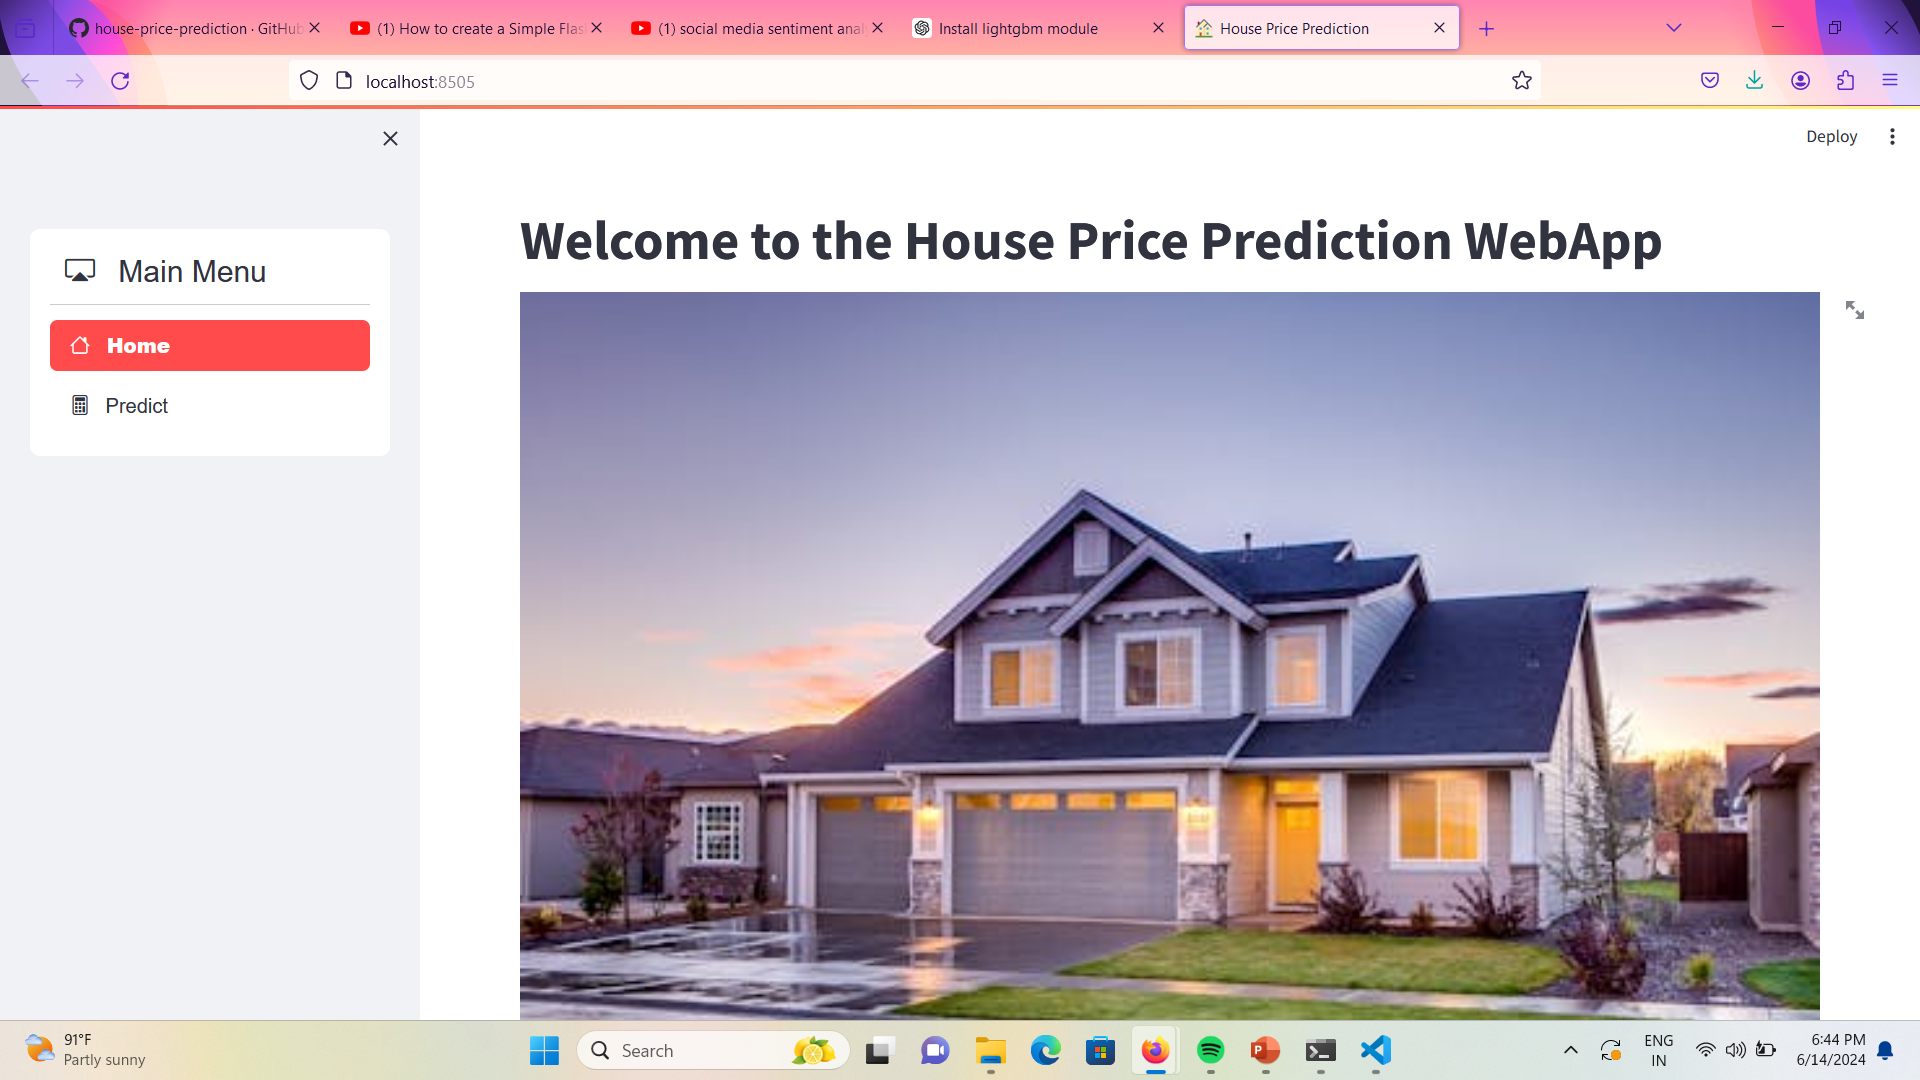 house-price-prediction · GitHub
(1) How to create a Simple Flas
(1) social media sentiment anal
Install lightgbm module
House Price Prediction
localhost:8505
Deploy
Main Menu
Home
Predict
Welcome to the House Price Prediction WebApp
91°F
Partly sunny
Search
ENG
IN
6:44 PM
6/14/2024